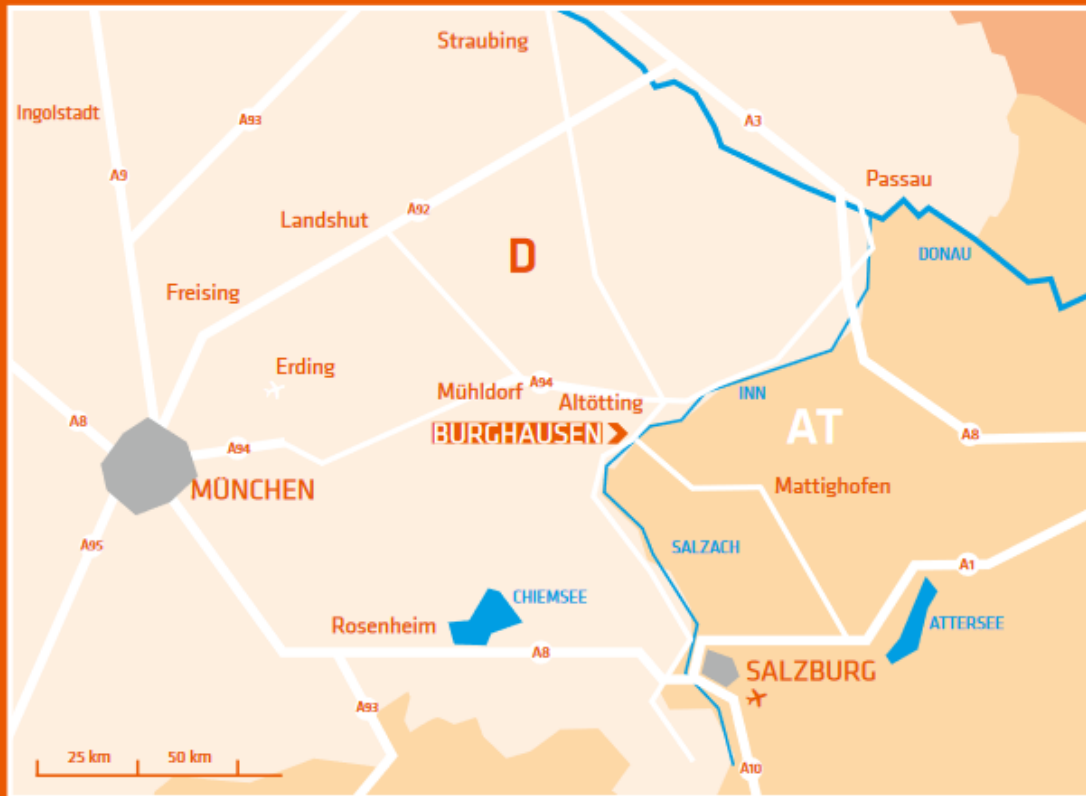 Straubing
Ingolstadt
A93
A3
A9
Passau
Landshut
A92
D
DONAU
Freising
Erding
Mühldorf
A94
Altötting
INN
A8
BURGHAUSEN
AT
A8
A94
MÜNCHEN
Mattighofen
A95
SALZACH
A1
CHIEMSEE
Rosenheim
ATTERSEE
A8
SALZBURG
A93
25 km
50 km
A10